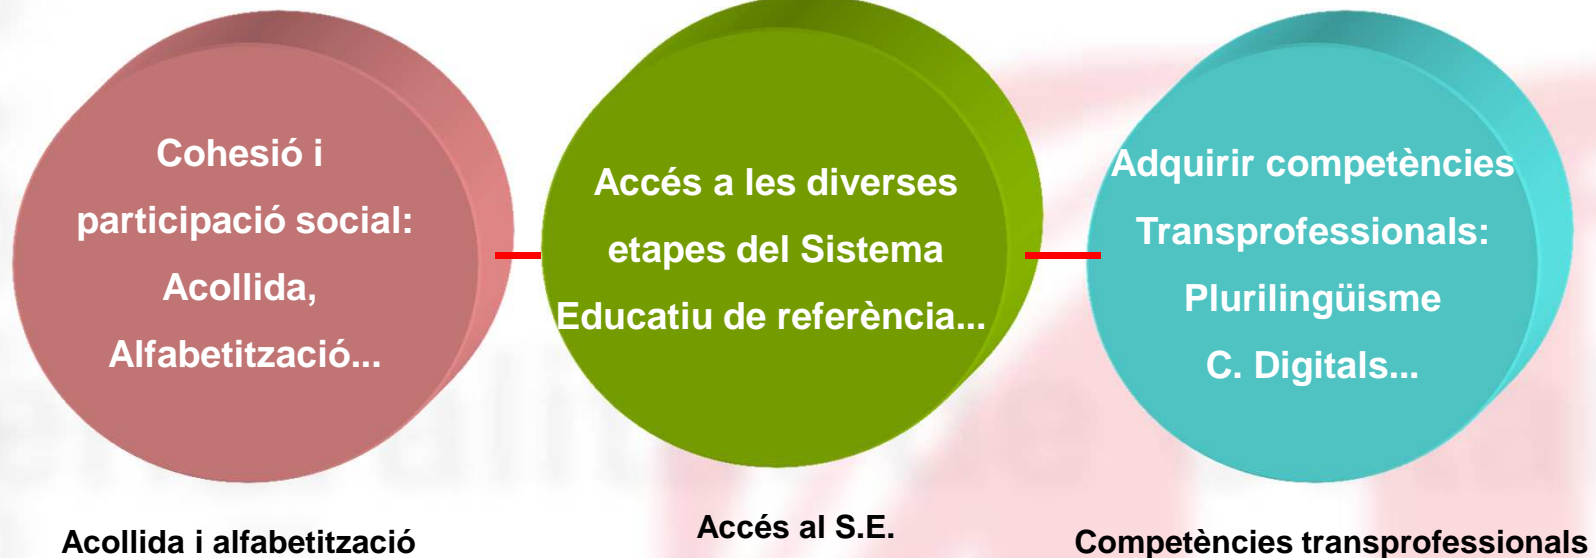 Cohesió i
participació social:
Acollida,
Alfabetització...
Accés a les diverses
etapes del Sistema
Educatiu de referència...
Adquirir competències
Transprofessionals:
Plurilingüisme
C. Digitals...
Acollida i alfabetització
Accés al S.E.
Competències transprofessionals